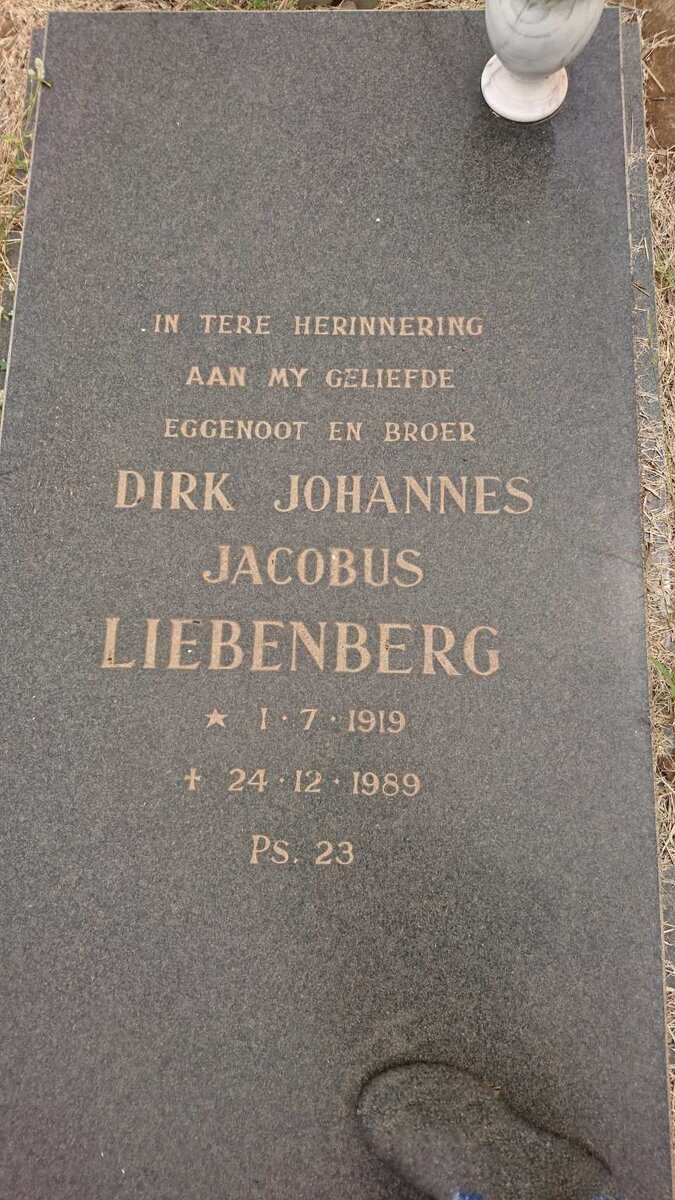 IN TERE HERINNERING
AAN MY GELIEFDE
EGGENOOT EN BROER
DIRK JOHANNES
JACOBUS
LIEBENBERG
★ 1·7·1919
✝ 24·12·1989
PS. 23